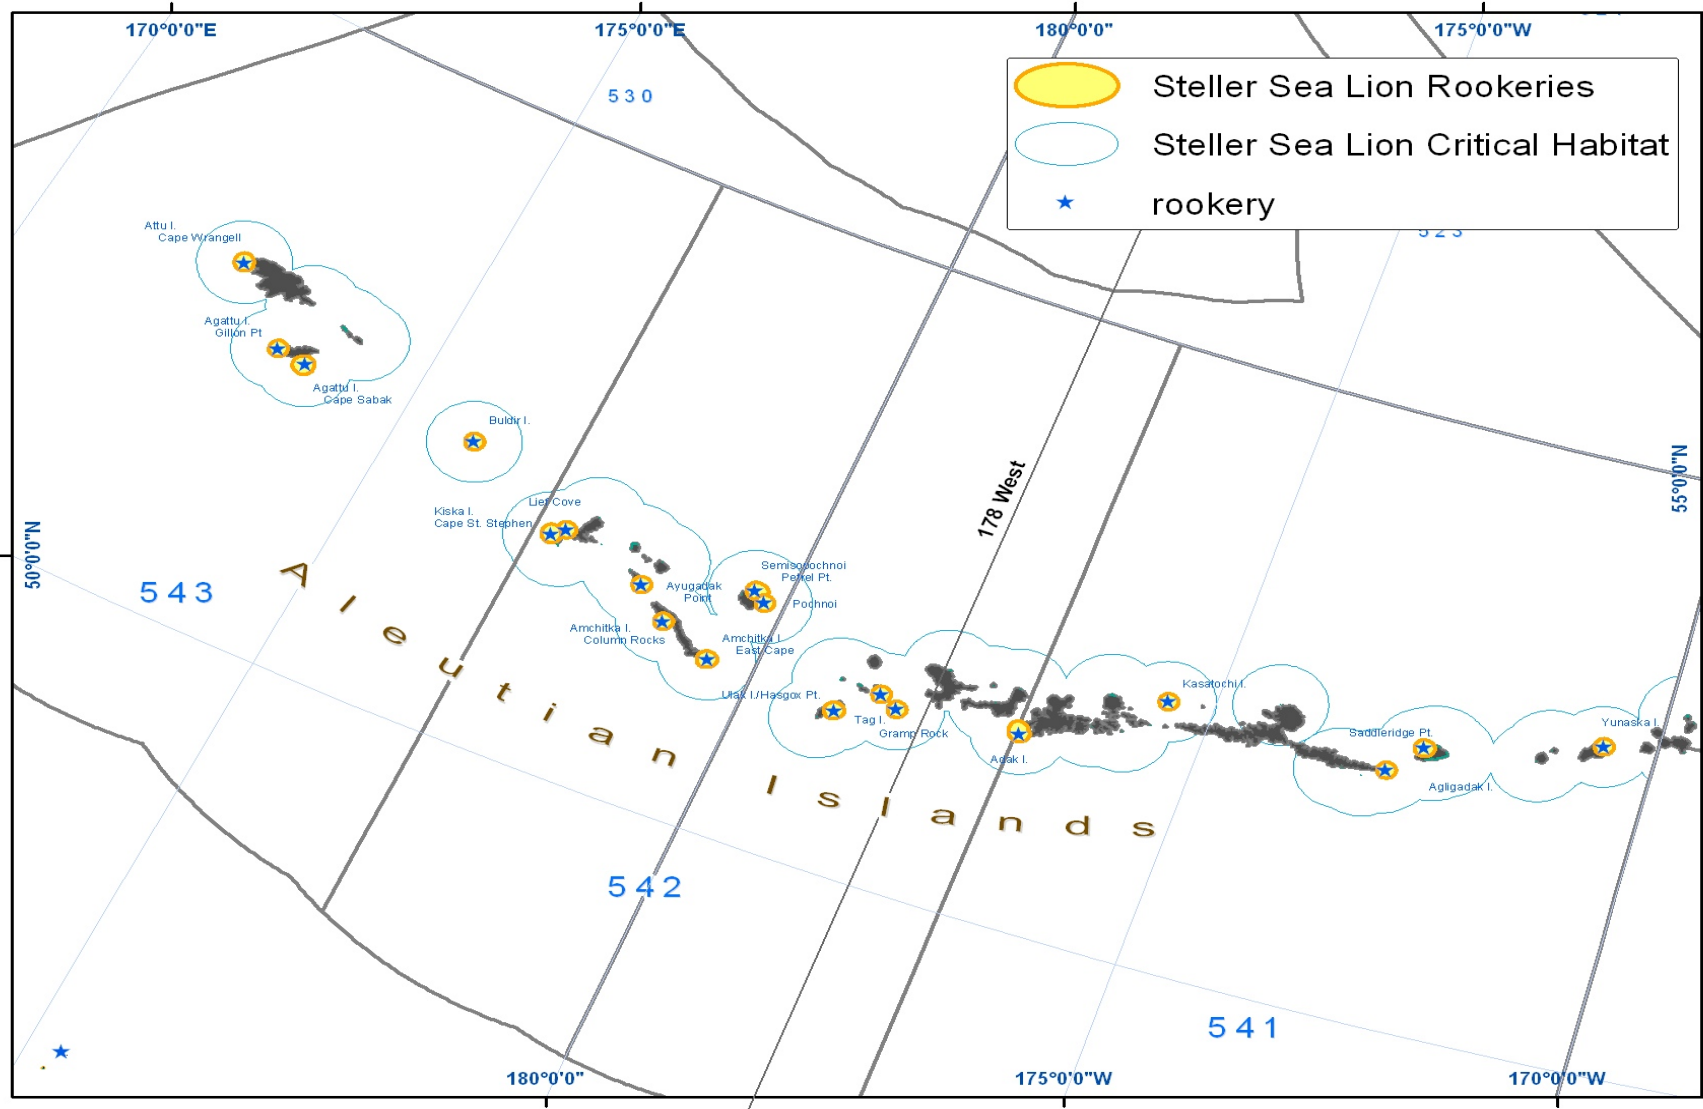 170°0'0"E
175°0'0"E
180°0'0"
175°0'0"W
530
Steller Sea Lion Rookeries
Steller Sea Lion Critical Habitat
rookery
523
Attu I.
Cape Wrangell
Agattu I.
Gillon Pt
Agattu I.
Cape Sabak
Buldir I.
Lief Cove
Kiska I.
Cape St. Stephen
178 West
55°0'0"N
50°0'0"N
543
Aleutian Islands
Semisopochnoi
Petrel Pt.
Pochnoi
Ayugadak
Point
Amchitka I.
Column Rocks
Amchitka I
East Cape
Ulak I./Hasgox Pt.
Tag I.
Gramp Rock
Adak I.
Kasatochi I.
Saddleridge Pt.
Agligadak I.
Yunaska I.
542
541
180°0'0"
175°0'0"W
170°0'0"W